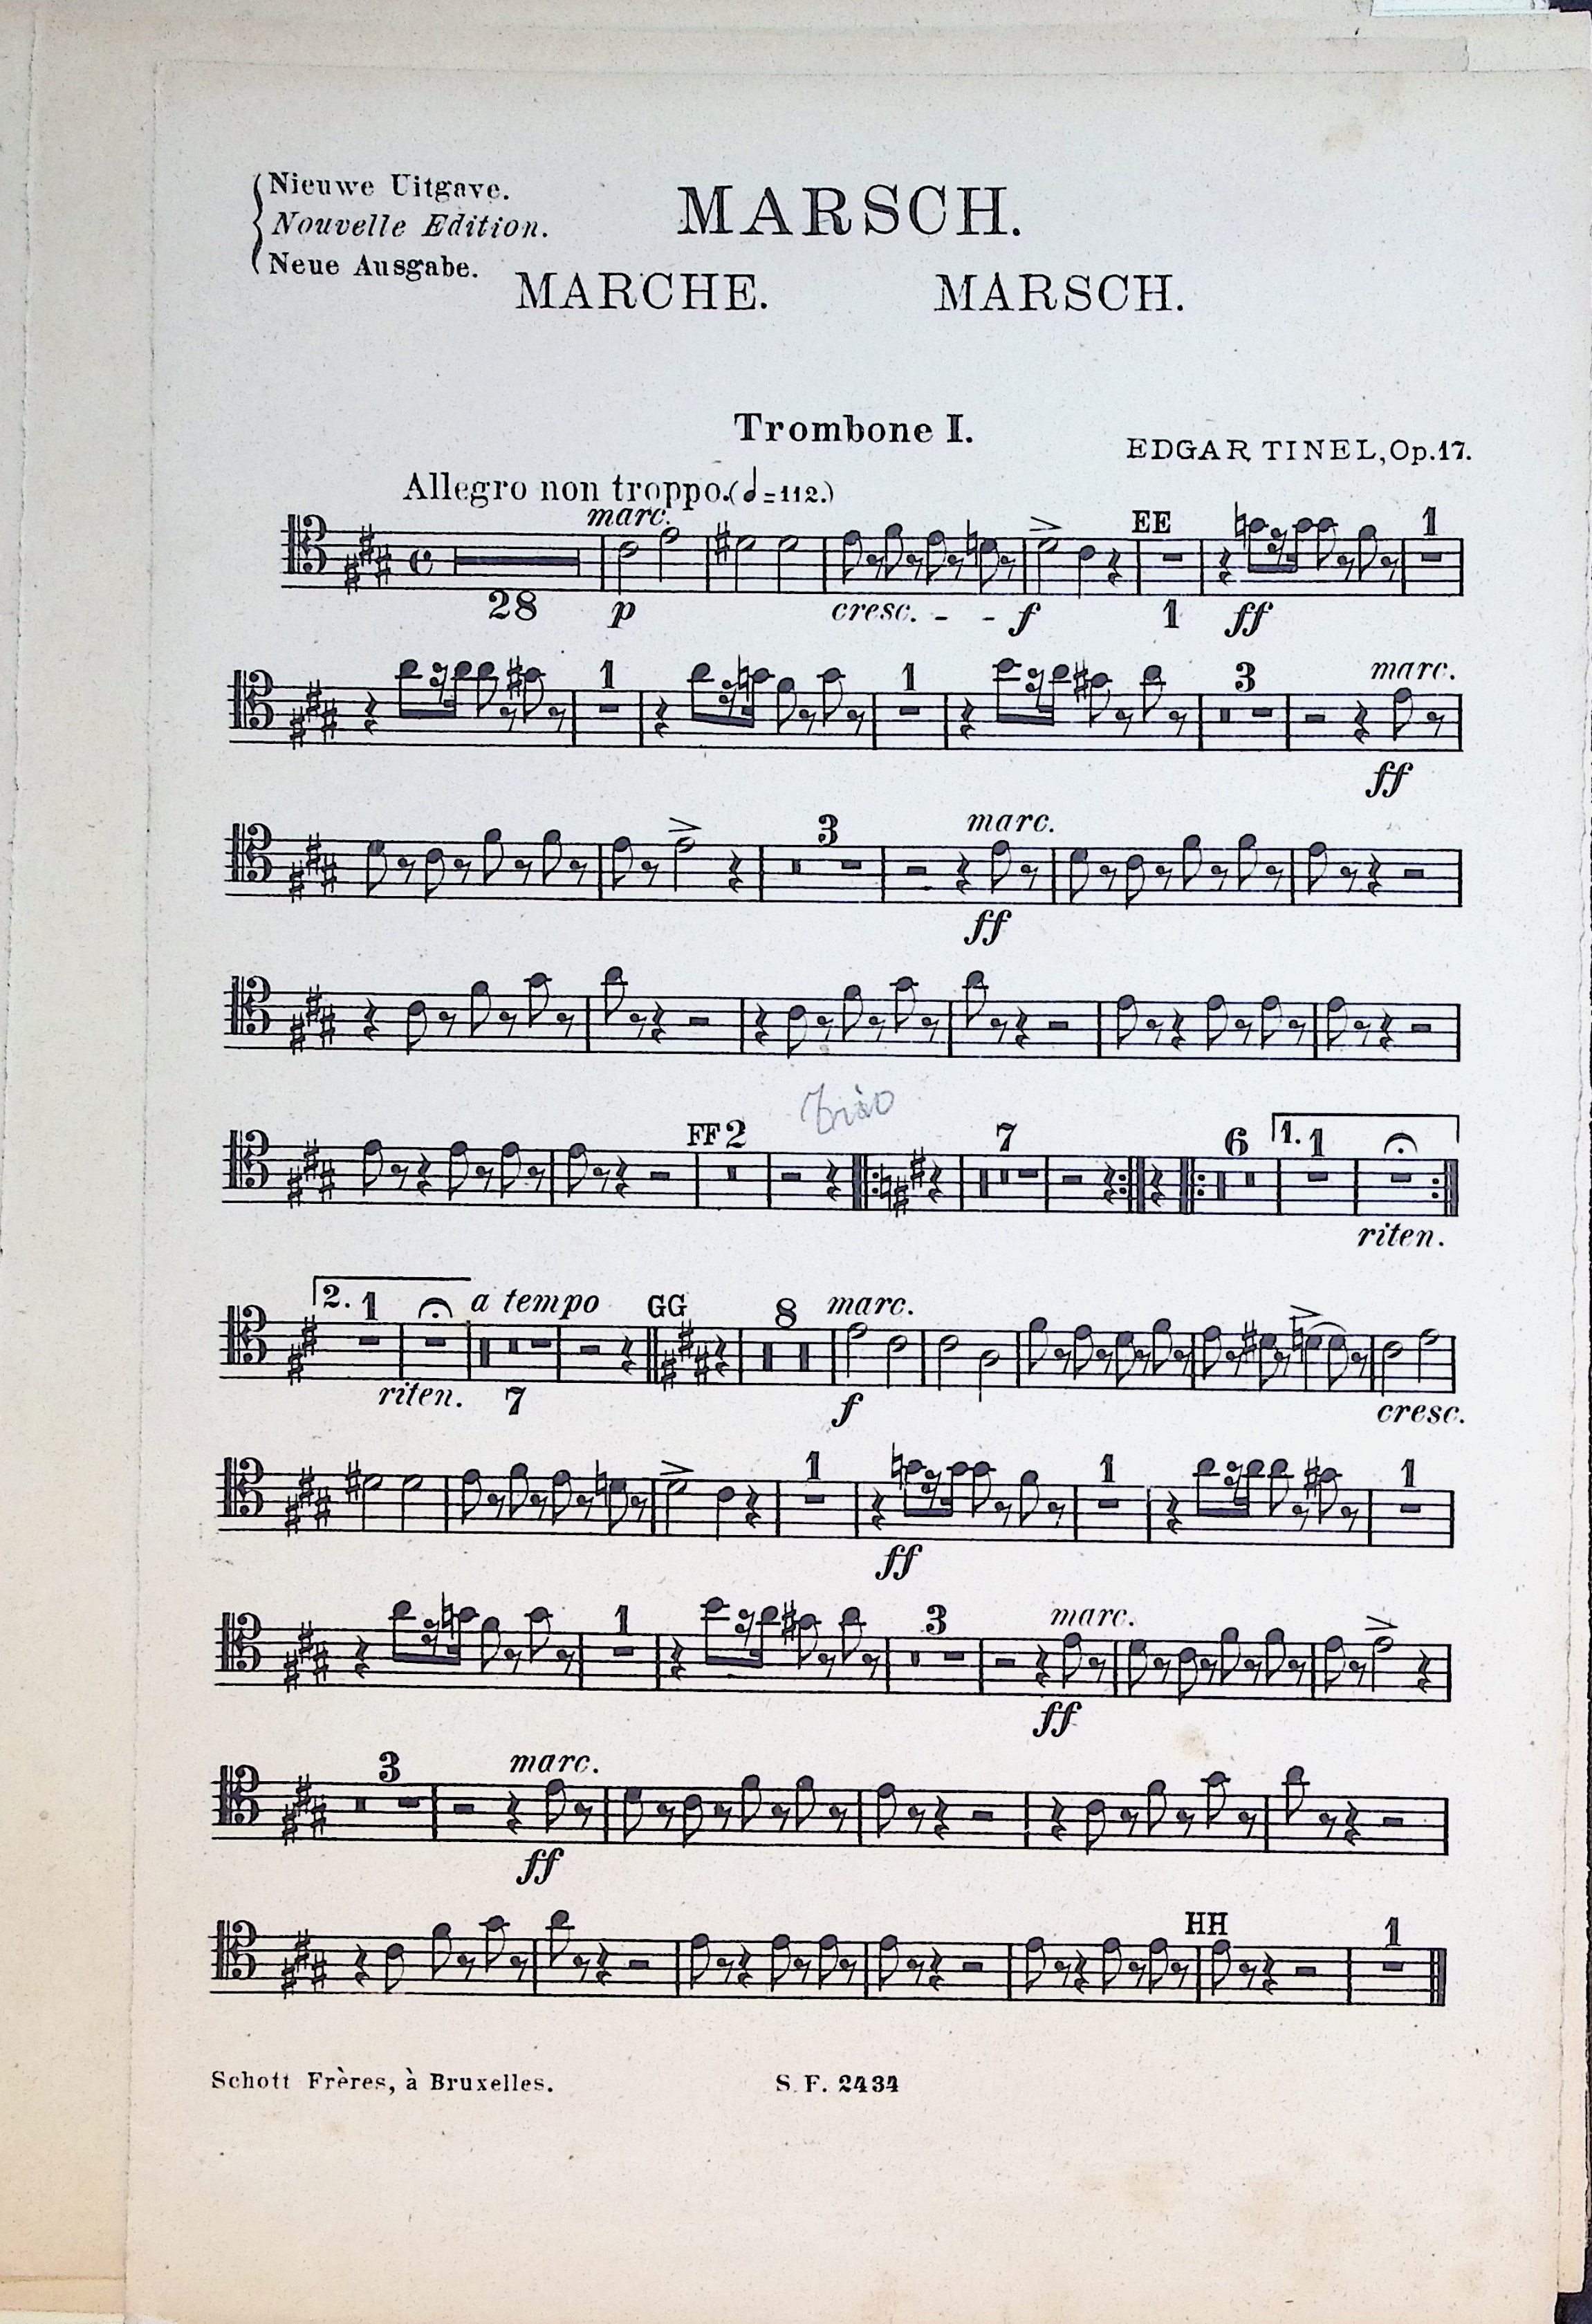 Nieuwe Uitgave.
Nouvelle Edition.
Neue Ausgabe.
MARSCH.
MARCHE. MARSCH.
Trombone I.
EDGAR TINEL, Op. 17.
Allegro non troppo. (𝅗𝅥=112.)
marc. EE 1
28 p cresc. - - f 1 ff
1 1 3 marc.
ff
3 marc.
ff
Trio
FF 2 7 6 1. 1
riten.
2. 1 a tempo GG 8 marc.
riten. 7 f cresc.
1 1 1
ff
1 3 marc.
ff
3 marc.
ff
HH 1
Schott Frères, à Bruxelles. S. F. 2434